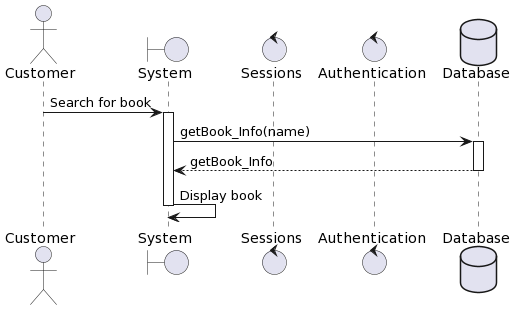 Customer System Sessions Authentication Database
Search for book
getBook_Info(name)
getBook_Info
Display book
Customer System Sessions Authentication Database